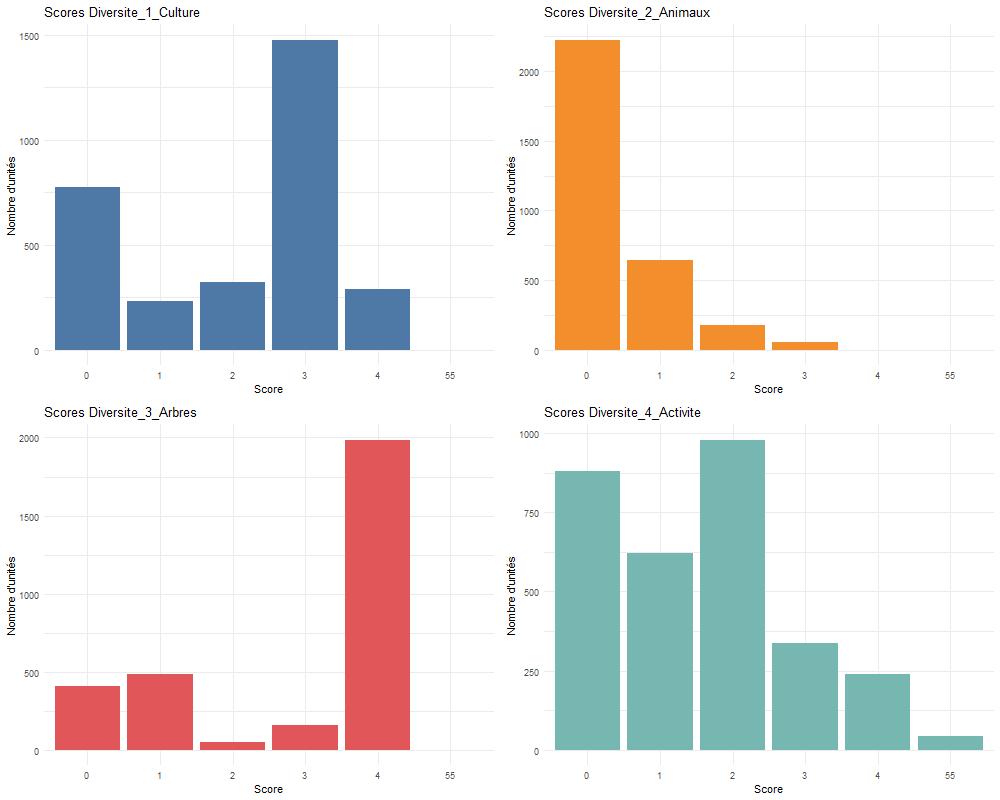 Scores Diversite_1_Culture
Nombre d'unités
1500
1000
500
0
0 1 2 3 4 55
Score
Scores Diversite_2_Animaux
Nombre d'unités
2000
1500
1000
500
0
0 1 2 3 4 55
Score
Scores Diversite_3_Arbres
Nombre d'unités
2000
1500
1000
500
0
0 1 2 3 4 55
Score
Scores Diversite_4_Activite
Nombre d'unités
1000
750
500
250
0
0 1 2 3 4 55
Score